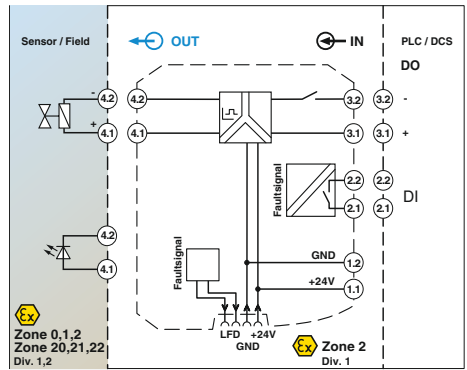 Sensor / Field
OUT
IN
PLC / DCS
DO
-
4.2
4.2
3.2
3.2
-
+
4.1
4.1
3.1
3.1
+
Faultsignal
2.2
2.2
DI
2.1
2.1
4.2
4.1
Faultsignal
GND
1.2
+24V
1.1
LFD +24V
GND
Ex
Zone 0,1,2
Zone 20,21,22
Div. 1,2
Ex
Zone 2
Div. 1